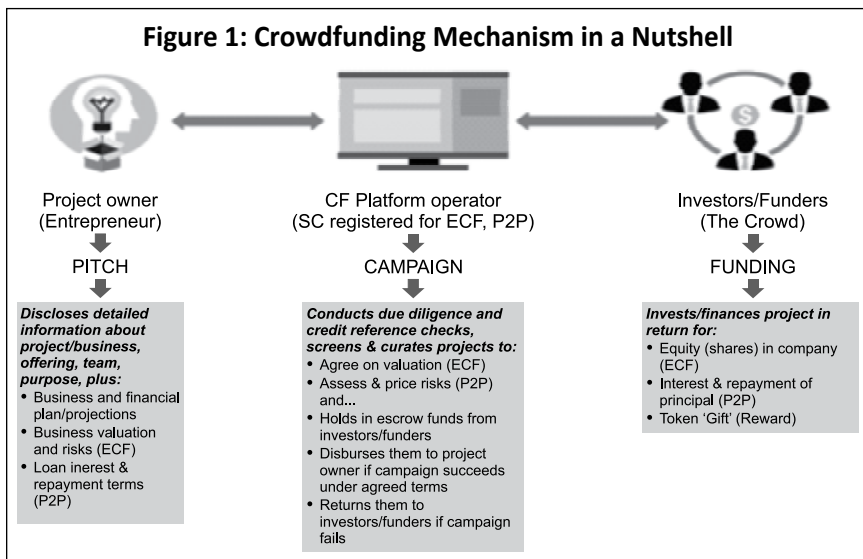 Figure 1: Crowdfunding Mechanism in a Nutshell
$
Project owner
(Entrepreneur)
PITCH
Discloses detailed
information about
project/business,
offering, team,
purpose, plus:
• Business and financial
plan/projections
• Business valuation
and risks (ECF)
• Loan inerest &
repayment terms
(P2P)
CF Platform operator
(SC registered for ECF, P2P)
CAMPAIGN
Conducts due diligence and
credit reference checks,
screens & curates projects to:
• Agree on valuation (ECF)
• Assess & price risks (P2P)
and...
• Holds in escrow funds from
investors/funders
• Disburses them to project
owner if campaign succeeds
under agreed terms
• Returns them to
investors/funders if campaign
fails
Investors/Funders
(The Crowd)
FUNDING
Invests/finances project in
return for:
• Equity (shares) in company
(ECF)
• Interest & repayment of
principal (P2P)
• Token ‘Gift’ (Reward)